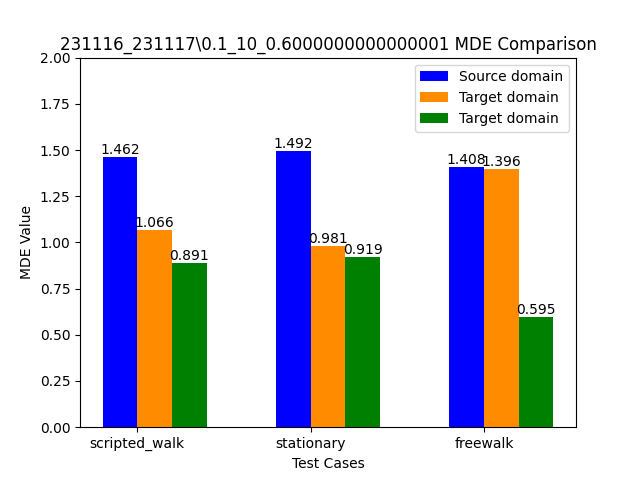 231116_231117\0.1_10_0.6000000000000001 MDE Comparison
Source domain
Target domain
Target domain
MDE Value
2.00
1.75
1.50
1.25
1.00
0.75
0.50
0.25
0.00
1.462
1.066
0.891
1.492
0.981
0.919
1.408
1.396
0.595
scripted_walk
stationary
freewalk
Test Cases